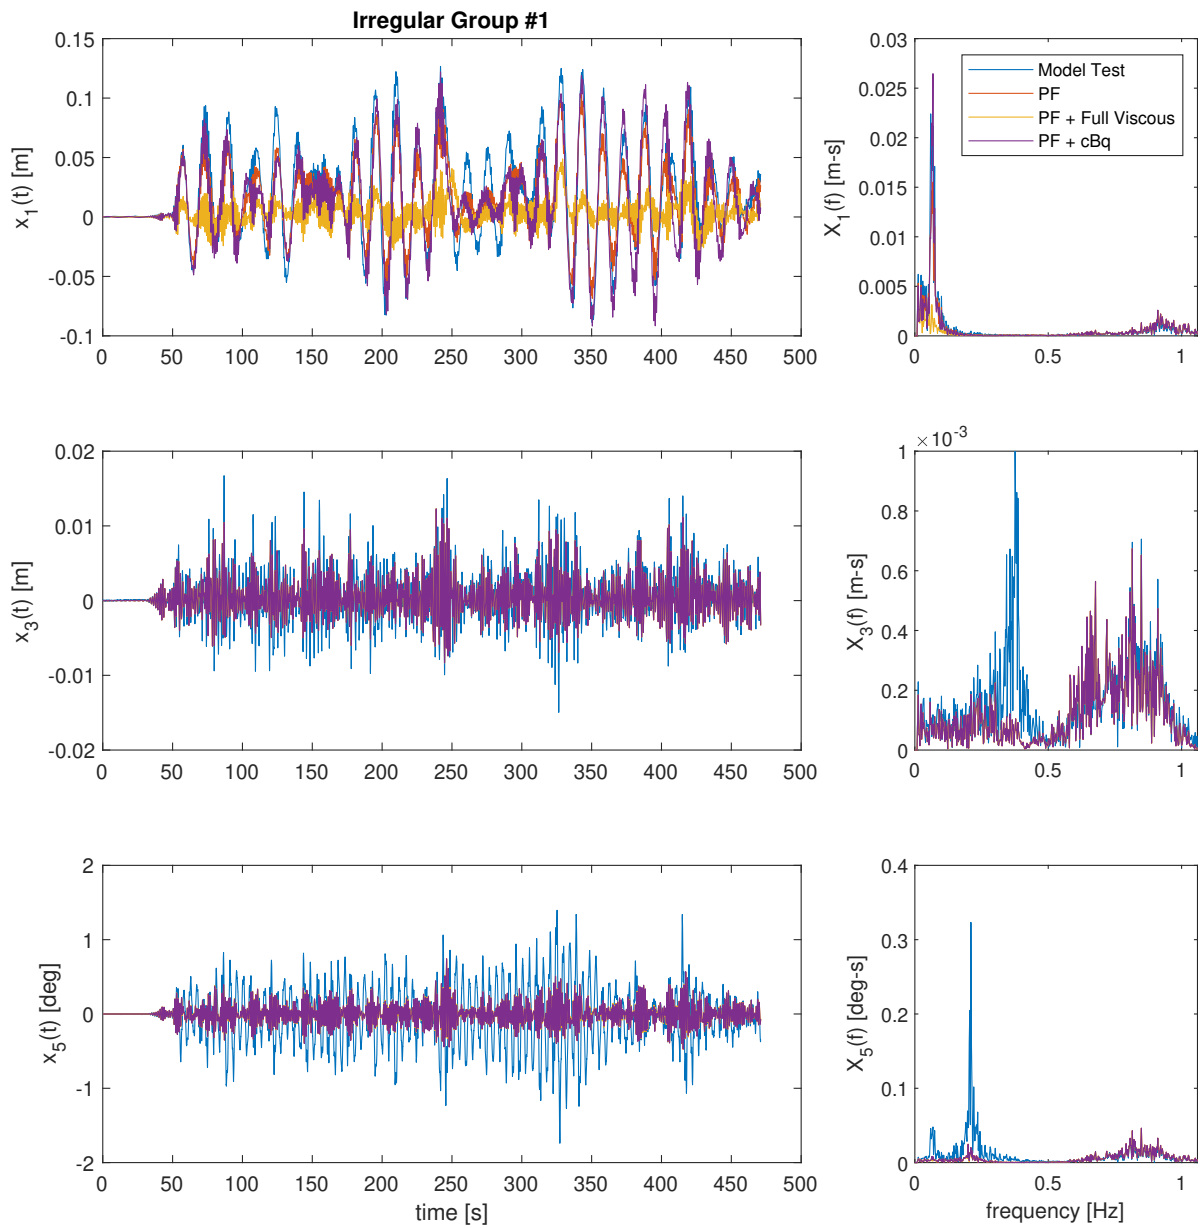 Irregular Group #1
x1(t) [m]
0.15
0.1
0.05
0
-0.05
-0.1
0 50 100 150 200 250 300 350 400 450 500
X1(f) [m-s]
0.03
0.025
0.02
0.015
0.01
0.005
0
0 0.5 1
Model Test
PF
PF + Full Viscous
PF + cBq
x3(t) [m]
0.02
0.01
0
-0.01
-0.02
0 50 100 150 200 250 300 350 400 450 500
X3(f) [m-s]
×10-3
1
0.8
0.6
0.4
0.2
0
0 0.5 1
x5(t) [deg]
2
1
0
-1
-2
0 50 100 150 200 250 300 350 400 450 500
time [s]
X5(f) [deg-s]
0.4
0.3
0.2
0.1
0
0 0.5 1
frequency [Hz]